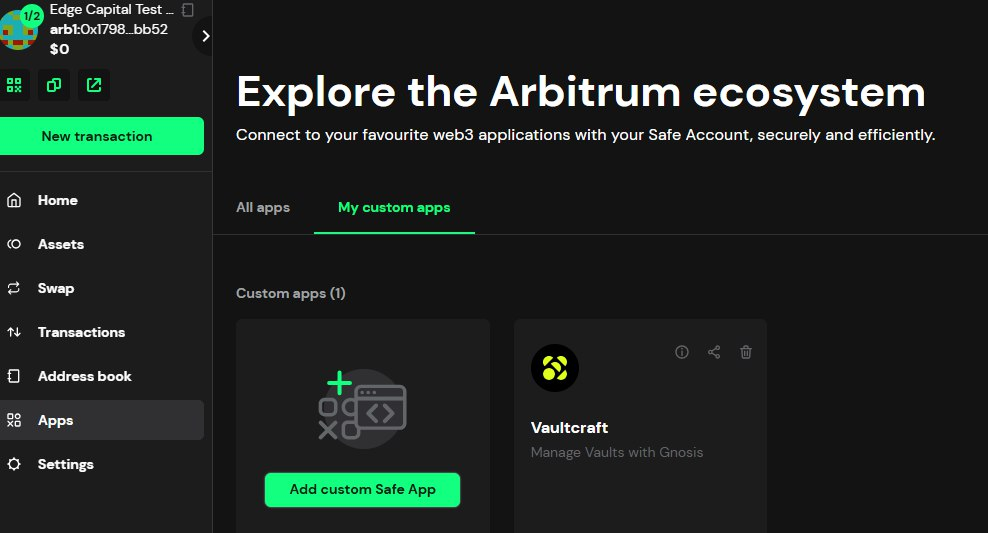 1/2
Edge Capital Test ...
arb1:0x1798...bb52
$0
New transaction
Home
Assets
Swap
Transactions
Address book
Apps
Settings
Explore the Arbitrum ecosystem
Connect to your favourite web3 applications with your Safe Account, securely and efficiently.
All apps
My custom apps
Custom apps (1)
Add custom Safe App
Vaultcraft
Manage Vaults with Gnosis